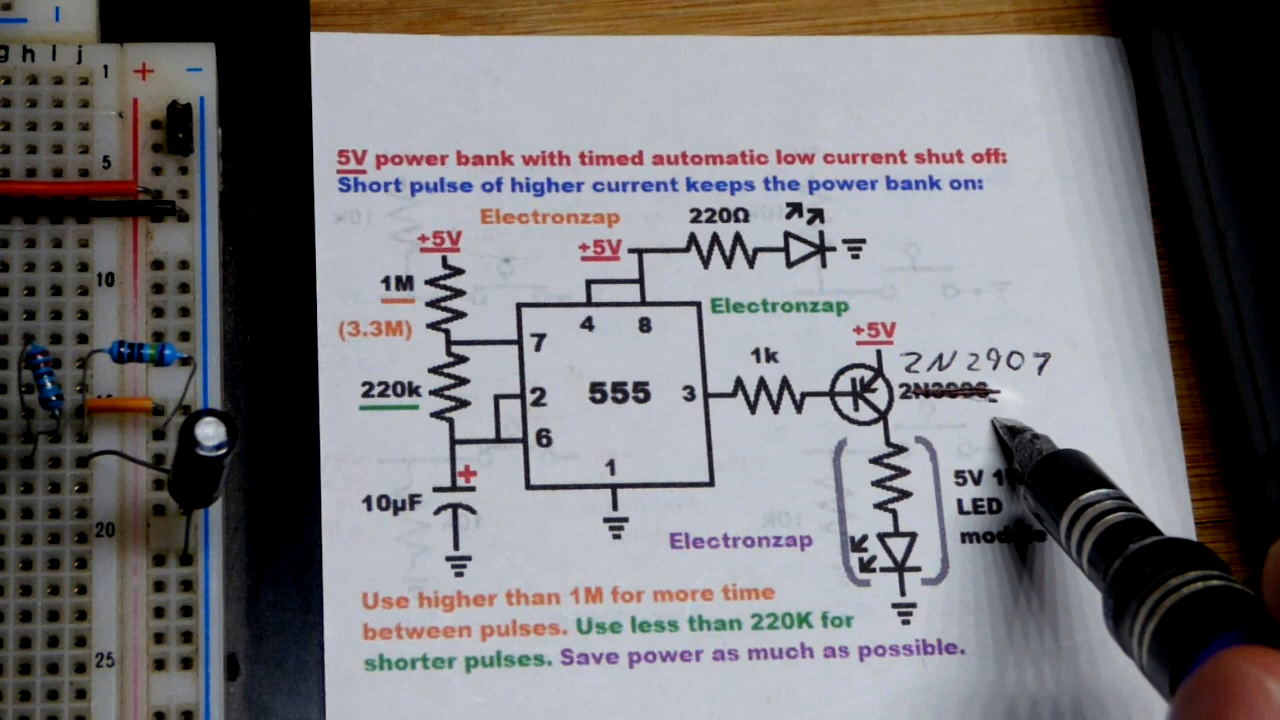 g h i j
1
+ −
5
10
20
25
5V power bank with timed automatic low current shut off:
Short pulse of higher current keeps the power bank on:
Electronzap
220Ω
+5V
+5V
1M
(3.3M)
Electronzap
4 8
+5V
7
1k
2N2907
220k
2
555
3
6
1
+
10µF
5V
LED
Electronzap
Use higher than 1M for more time
between pulses. Use less than 220K for
shorter pulses. Save power as much as possible.